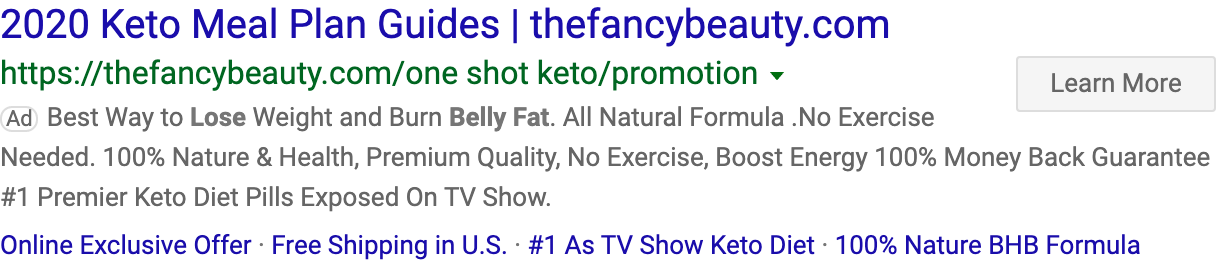 2020 Keto Meal Plan Guides | thefancybeauty.com
https://thefancybeauty.com/one shot keto/promotion
Learn More
Ad Best Way to Lose Weight and Burn Belly Fat. All Natural Formula .No Exercise
Needed. 100% Nature & Health, Premium Quality, No Exercise, Boost Energy 100% Money Back Guarantee
#1 Premier Keto Diet Pills Exposed On TV Show.
Online Exclusive Offer · Free Shipping in U.S. · #1 As TV Show Keto Diet · 100% Nature BHB Formula